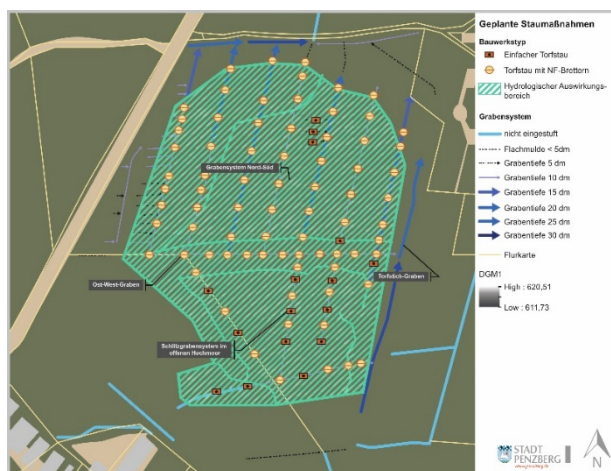 Geplante Staumaßnahmen
Bauwerkstyp
Einfacher Torfstau
Torfstau mit NF-Brettern
Hydrologischer Auswirkungs-
bereich
Grabensystem
nicht eingestuft
Flachmulde < 5dm
Grabentiefe 5 dm
Grabentiefe 10 dm
Grabentiefe 15 dm
Grabentiefe 20 dm
Grabentiefe 25 dm
Grabentiefe 30 dm
Flurkarte
DGM1
High : 620,51
Low : 611,73
Grabensystem Nord-Süd
Ost-West-Graben
Torfstich-Graben
Schlitzgrabensystem im
offenen Hochmoor
STADT
PENZBERG
N